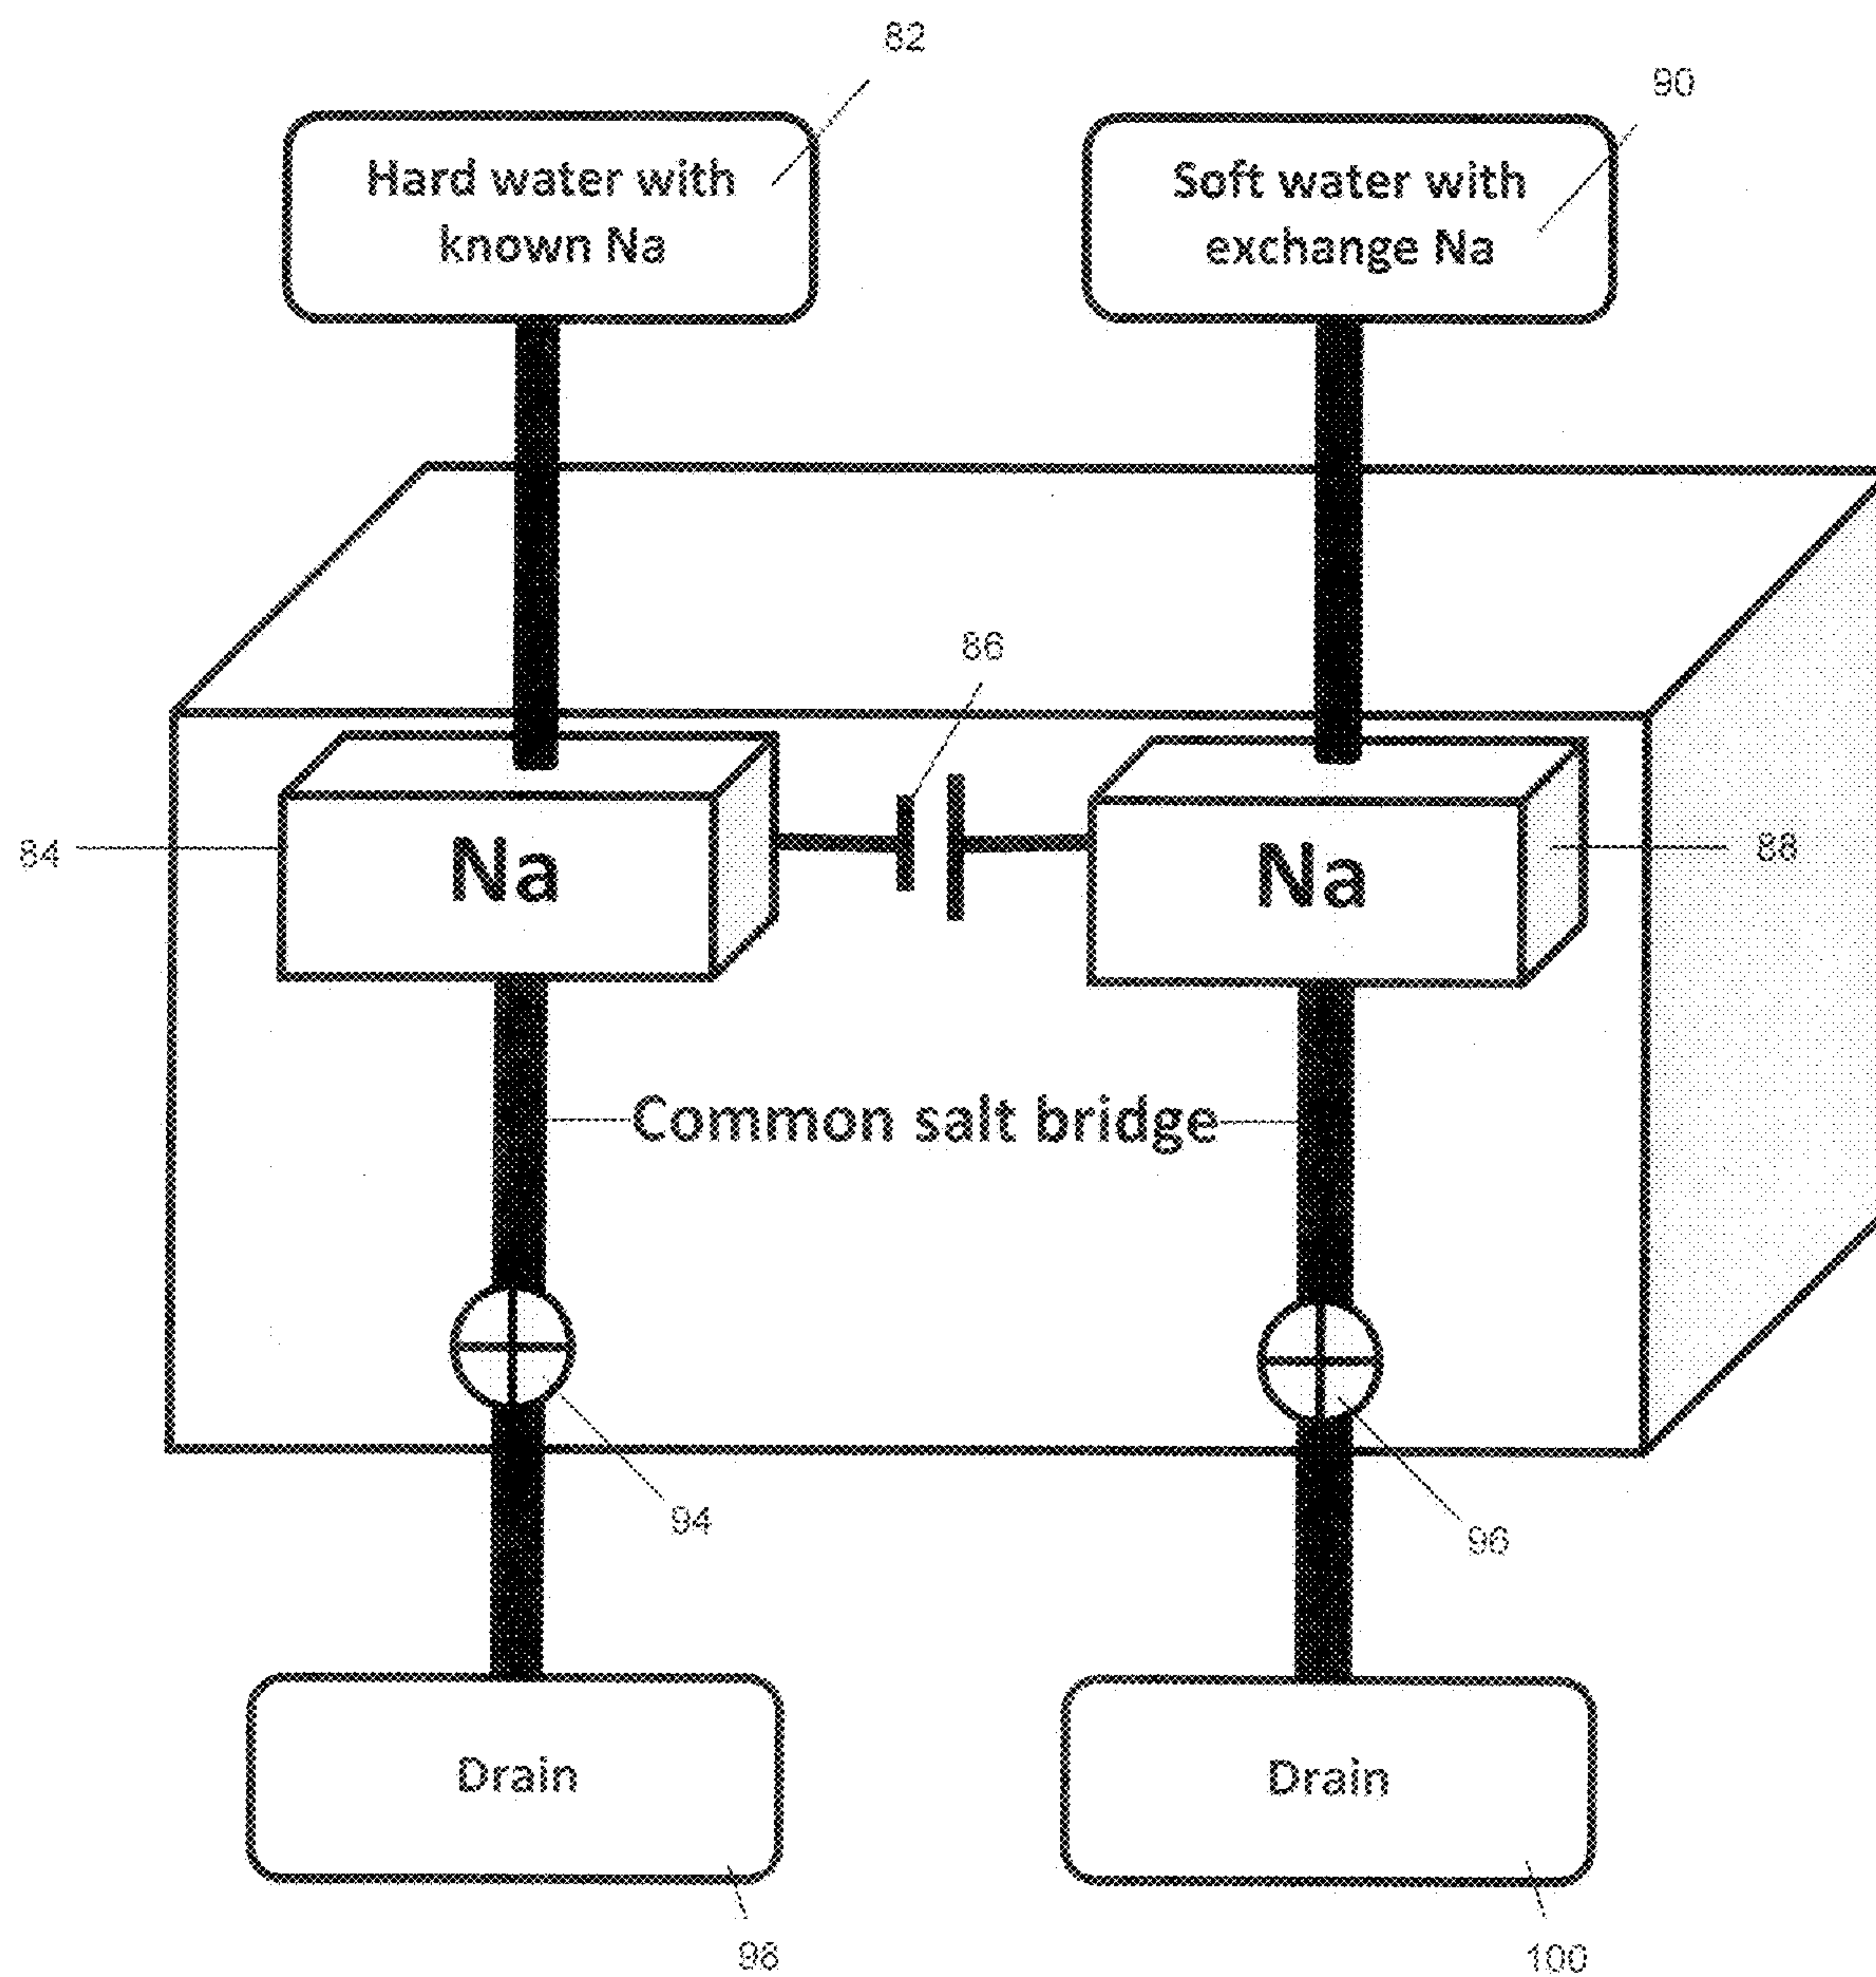 82
90
Hard water with
known Na
Soft water with
exchange Na
86
84
Na
Na
88
Common salt bridge
94
96
Drain
Drain
98
100